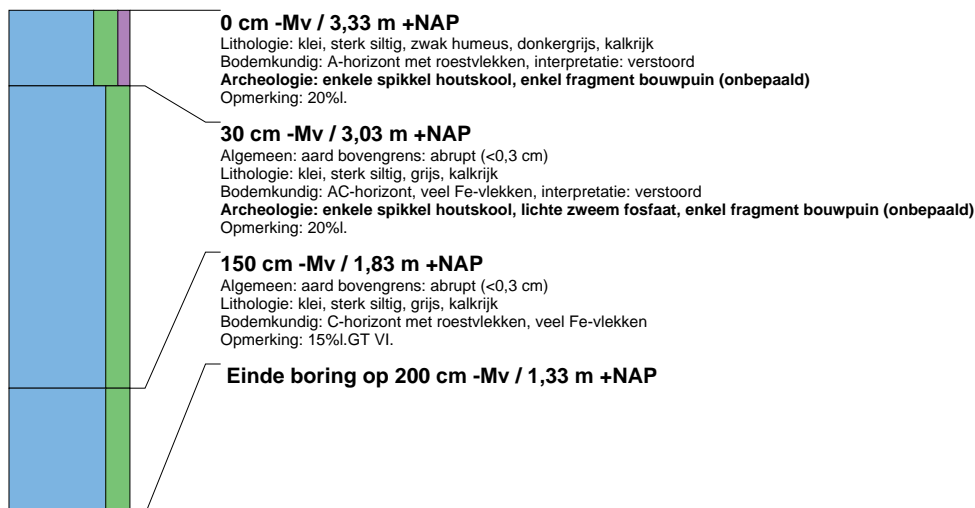 0 cm -Mv / 3,33 m +NAP
Lithologie: klei, sterk siltig, zwak humeus, donkergrijs, kalkrijk
Bodemkundig: A-horizont met roestvlekken, interpretatie: verstoord
Archeologie: enkele spikkel houtskool, enkel fragment bouwpuin (onbepaald)
Opmerking: 20%l.
30 cm -Mv / 3,03 m +NAP
Algemeen: aard bovengrens: abrupt (<0,3 cm)
Lithologie: klei, sterk siltig, grijs, kalkrijk
Bodemkundig: AC-horizont, veel Fe-vlekken, interpretatie: verstoord
Archeologie: enkele spikkel houtskool, lichte zweem fosfaat, enkel fragment bouwpuin (onbepaald)
Opmerking: 20%l.
150 cm -Mv / 1,83 m +NAP
Algemeen: aard bovengrens: abrupt (<0,3 cm)
Lithologie: klei, sterk siltig, grijs, kalkrijk
Bodemkundig: C-horizont met roestvlekken, veel Fe-vlekken
Opmerking: 15%l.GT VI.
Einde boring op 200 cm -Mv / 1,33 m +NAP